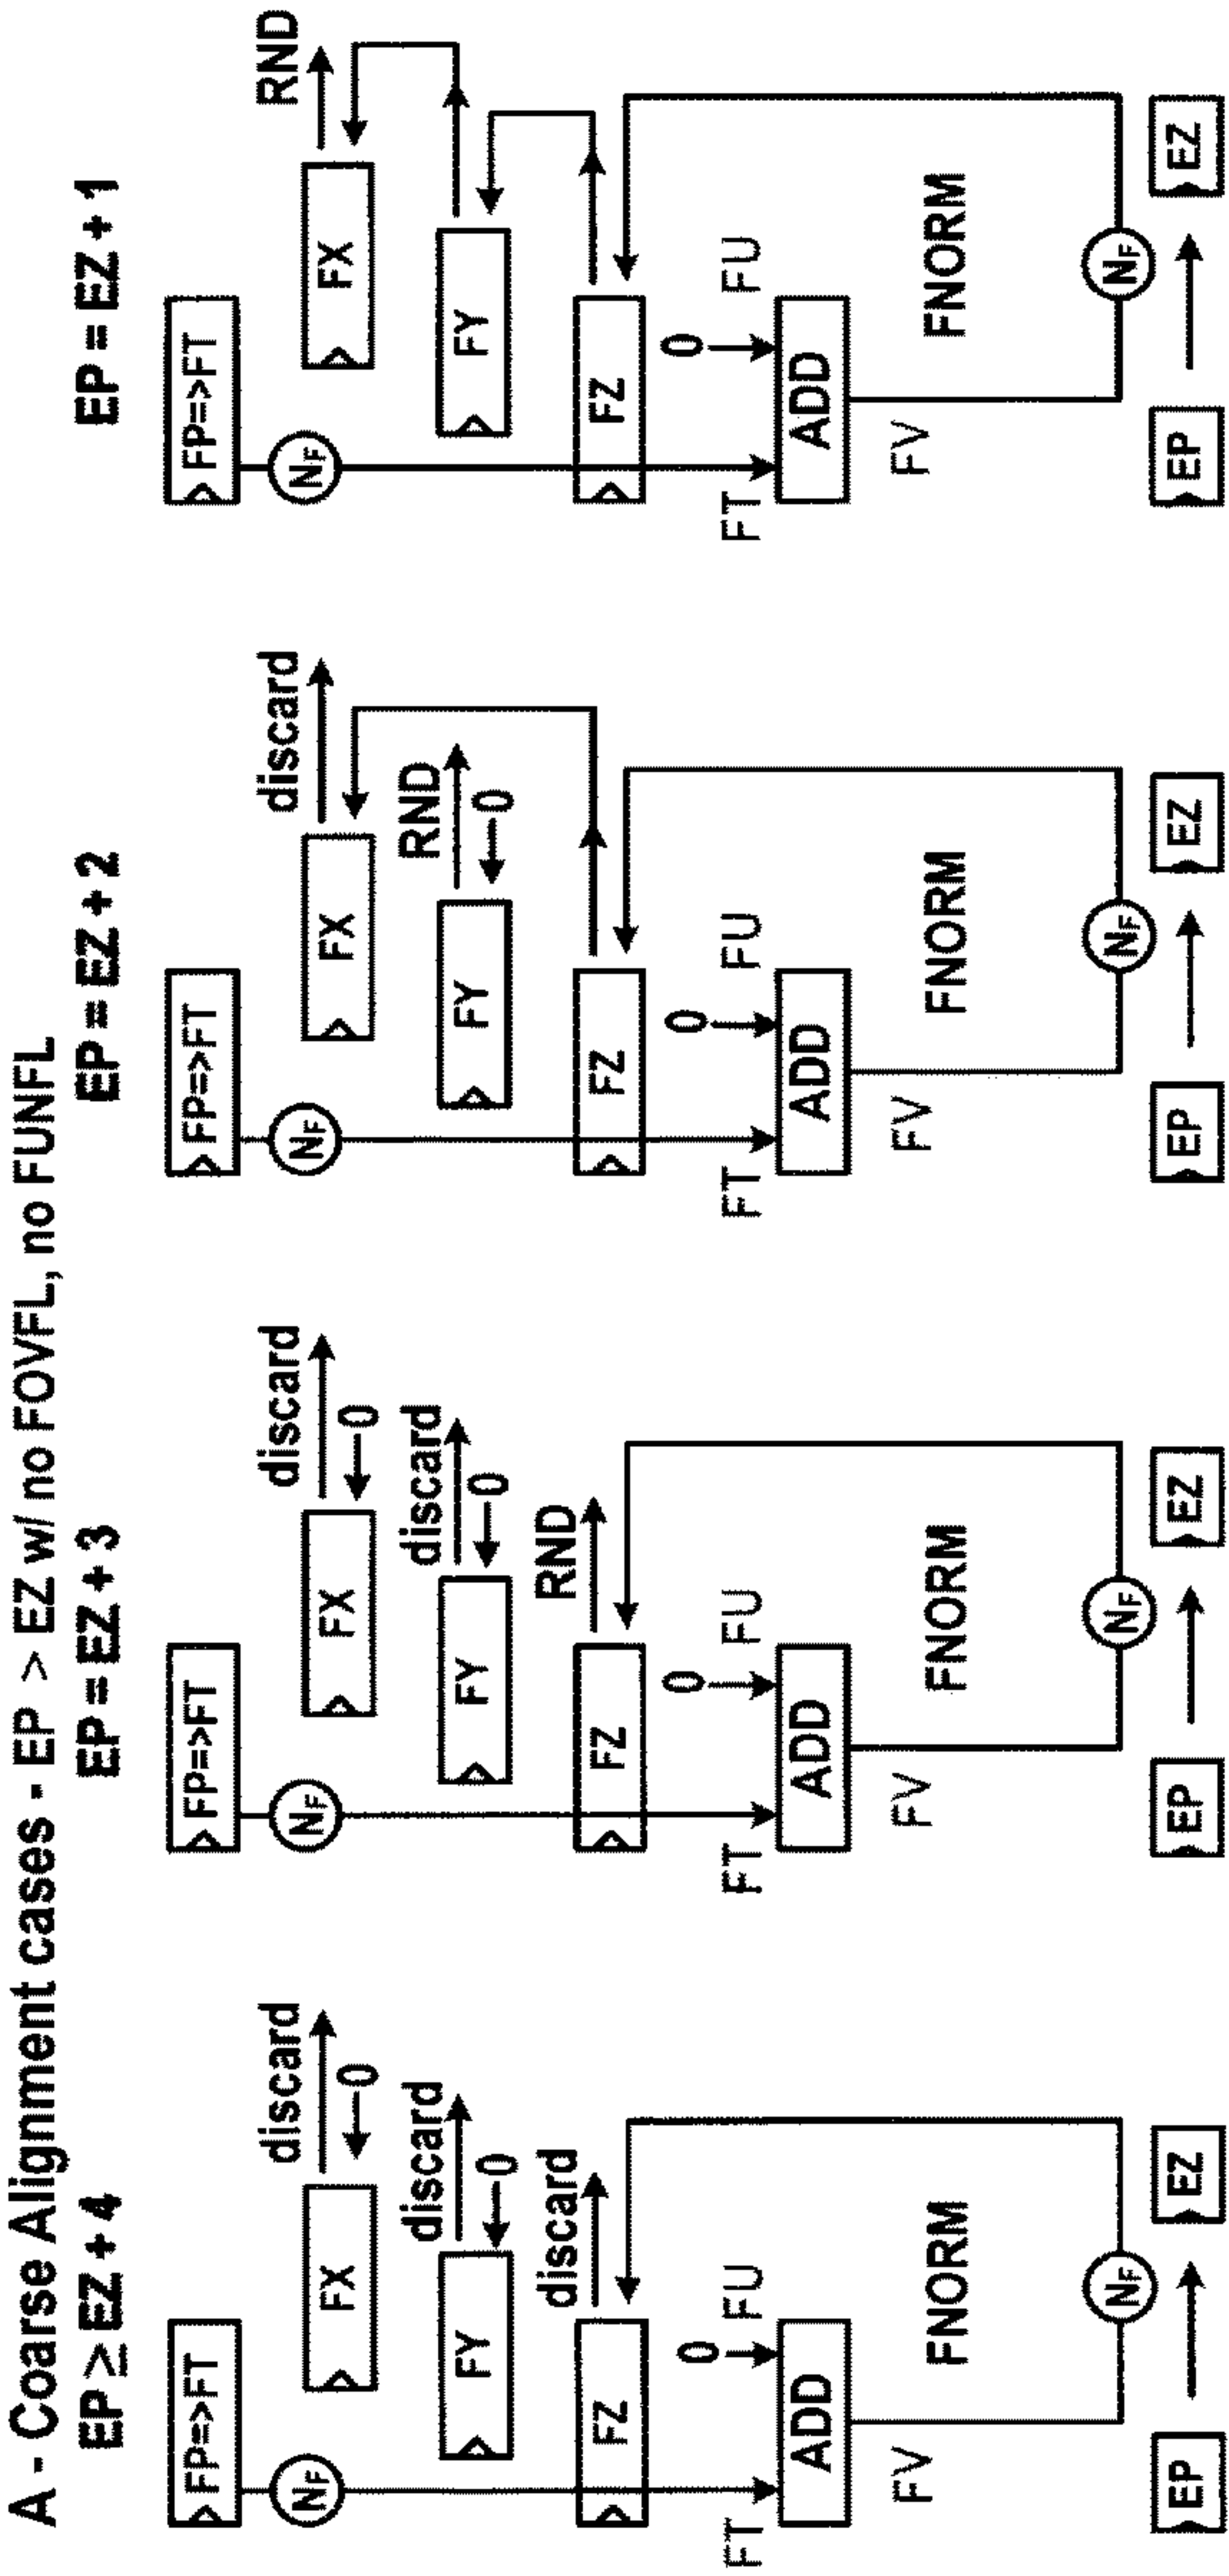 A - Coarse Alignment cases - EP > EZ w/ no FOVFL, no FUNFL
EP ≥ EZ + 4
FP=>FT
NF
discard
FX
0
discard
FY
0
discard
FZ
0
FT
FU
ADD
FV
FNORM
NF
EP
EZ
EP = EZ + 3
FP=>FT
NF
discard
FX
0
discard
FY
0
RND
FZ
0
FT
FU
ADD
FV
FNORM
NF
EP
EZ
EP = EZ + 2
FP=>FT
NF
discard
FX
RND
FY
0
FZ
0
FT
FU
ADD
FV
FNORM
NF
EP
EZ
EP = EZ + 1
FP=>FT
NF
RND
FX
FY
FZ
0
FT
FU
ADD
FV
FNORM
NF
EP
EZ